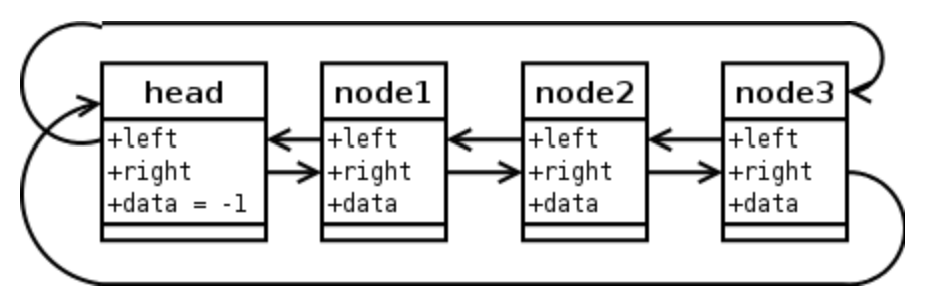 head
+left
+right
+data = -1
node1
+left
+right
+data
node2
+left
+right
+data
node3
+left
+right
+data